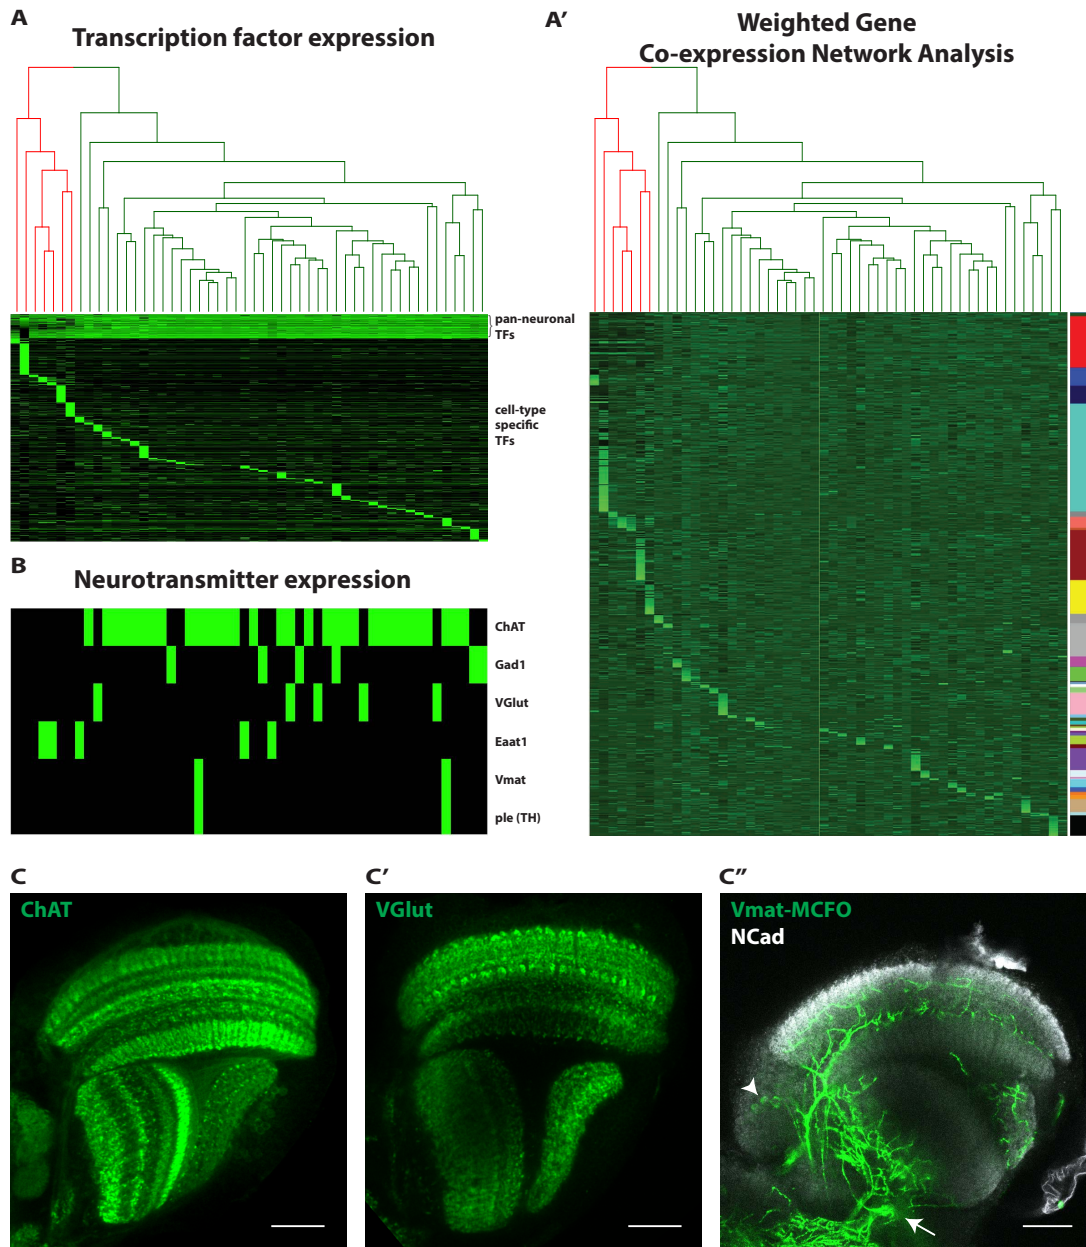 A
Transcription factor expression
pan-neuronal
TFs
cell-type
specific
TFs
A′
Weighted Gene
Co-expression Network Analysis
B
Neurotransmitter expression
ChAT
Gad1
VGlut
Eaat1
Vmat
ple (TH)
C
ChAT
C′
VGlut
C″
Vmat-MCFO
NCad